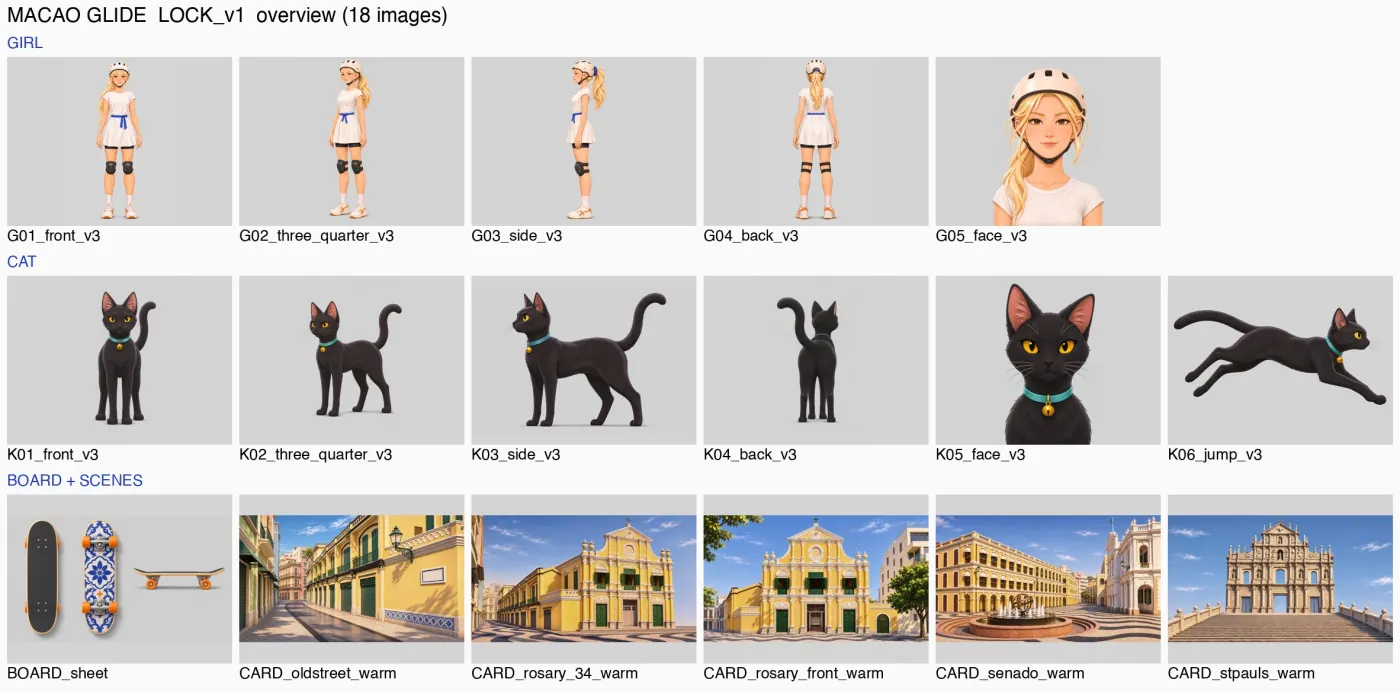 MACAO GLIDE LOCK_v1 overview (18 images)
GIRL
G01_front_v3
G02_three_quarter_v3
G03_side_v3
G04_back_v3
G05_face_v3
CAT
K01_front_v3
K02_three_quarter_v3
K03_side_v3
K04_back_v3
K05_face_v3
K06_jump_v3
BOARD + SCENES
BOARD_sheet
CARD_oldstreet_warm
CARD_rosary_34_warm
CARD_rosary_front_warm
CARD_senado_warm
CARD_stpauls_warm